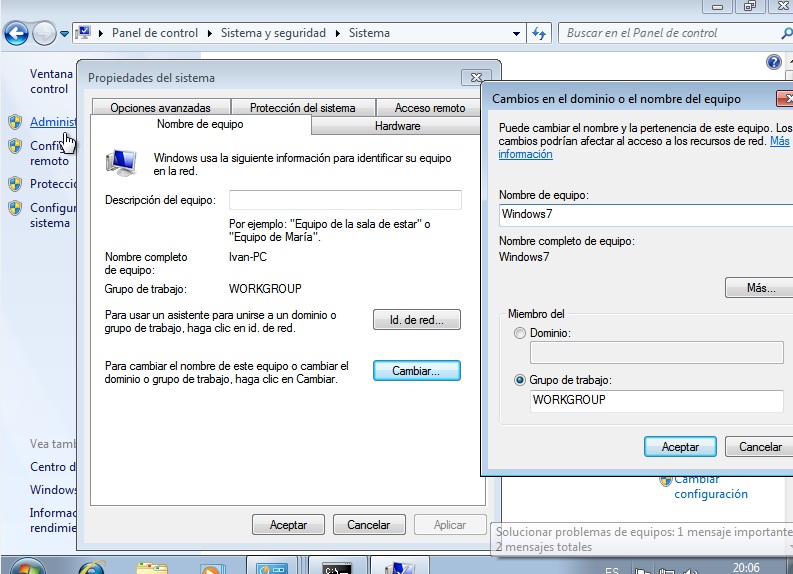 Panel de control
Sistema y seguridad
Sistema
Buscar en el Panel de control
Ventana
control
Administ
Config
remoto
Protecció
Configur
sistema
Vea tamb
Centro d
Windows
Informac
rendimie
Propiedades del sistema
Opciones avanzadas
Protección del sistema
Acceso remoto
Nombre de equipo
Hardware
Windows usa la siguiente información para identificar su equipo
en la red.
Descripción del equipo:
Por ejemplo: "Equipo de la sala de estar" o
"Equipo de María".
Nombre completo
de equipo:
Ivan-PC
Grupo de trabajo:
WORKGROUP
Para usar un asistente para unirse a un dominio o
grupo de trabajo, haga clic en id. de red.
Id. de red...
Para cambiar el nombre de este equipo o cambiar el
dominio o grupo de trabajo, haga clic en Cambiar.
Cambiar...
Aceptar
Cancelar
Aplicar
Cambios en el dominio o el nombre del equipo
Puede cambiar el nombre y la pertenencia de este equipo. Los
cambios podrían afectar al acceso a los recursos de red. Más
información
Nombre de equipo:
Windows7
Nombre completo de equipo:
Windows7
Más...
Miembro del
Dominio:
Grupo de trabajo:
WORKGROUP
Aceptar
Cancelar
Cambiar
configuración
Solucionar problemas de equipos: 1 mensaje importante
2 mensajes totales
ES
20:06